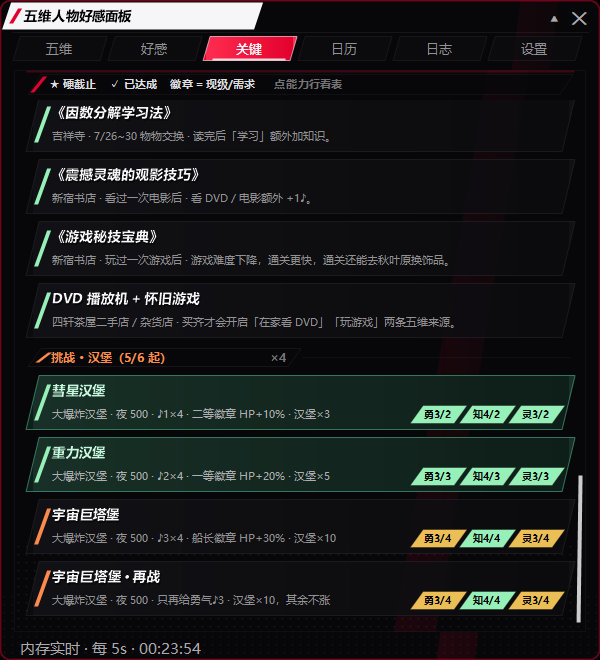 五维人物好感面板
五维 好感 关键 日历 日志 设置
★ 硬截止 ✓ 已达成 徽章 = 现级/需求 点能力行看表
《因数分解学习法》
吉祥寺 · 7/26~30 物物交换 · 读完后「学习」额外加知识。
《震撼灵魂的观影技巧》
新宿书店 · 看过一次电影后 · 看 DVD / 电影额外 +1♪。
《游戏秘技宝典》
新宿书店 · 玩过一次游戏后 · 游戏难度下降，通关更快，通关还能去秋叶原换饰品。
DVD 播放机 + 怀旧游戏
四轩茶屋二手店 / 杂货店 · 买齐才会开启「在家看 DVD」「玩游戏」两条五维来源。
挑战 · 汉堡（5/6 起） ×4
彗星汉堡
大爆炸汉堡 · 夜 500 · ♪1×4 · 二等徽章 HP+10% · 汉堡×3 勇3/2 知4/2 灵3/2
重力汉堡
大爆炸汉堡 · 夜 500 · ♪2×4 · 一等徽章 HP+20% · 汉堡×5 勇3/3 知4/3 灵3/3
宇宙巨塔堡
大爆炸汉堡 · 夜 500 · ♪3×4 · 船长徽章 HP+30% · 汉堡×10 勇3/4 知4/4 灵3/4
宇宙巨塔堡 · 再战
大爆炸汉堡 · 夜 500 · 只再给勇气♪3 · 汉堡×10，其余不涨 勇3/4 知4/4 灵3/4
内存实时 · 每 5s · 00:23:54